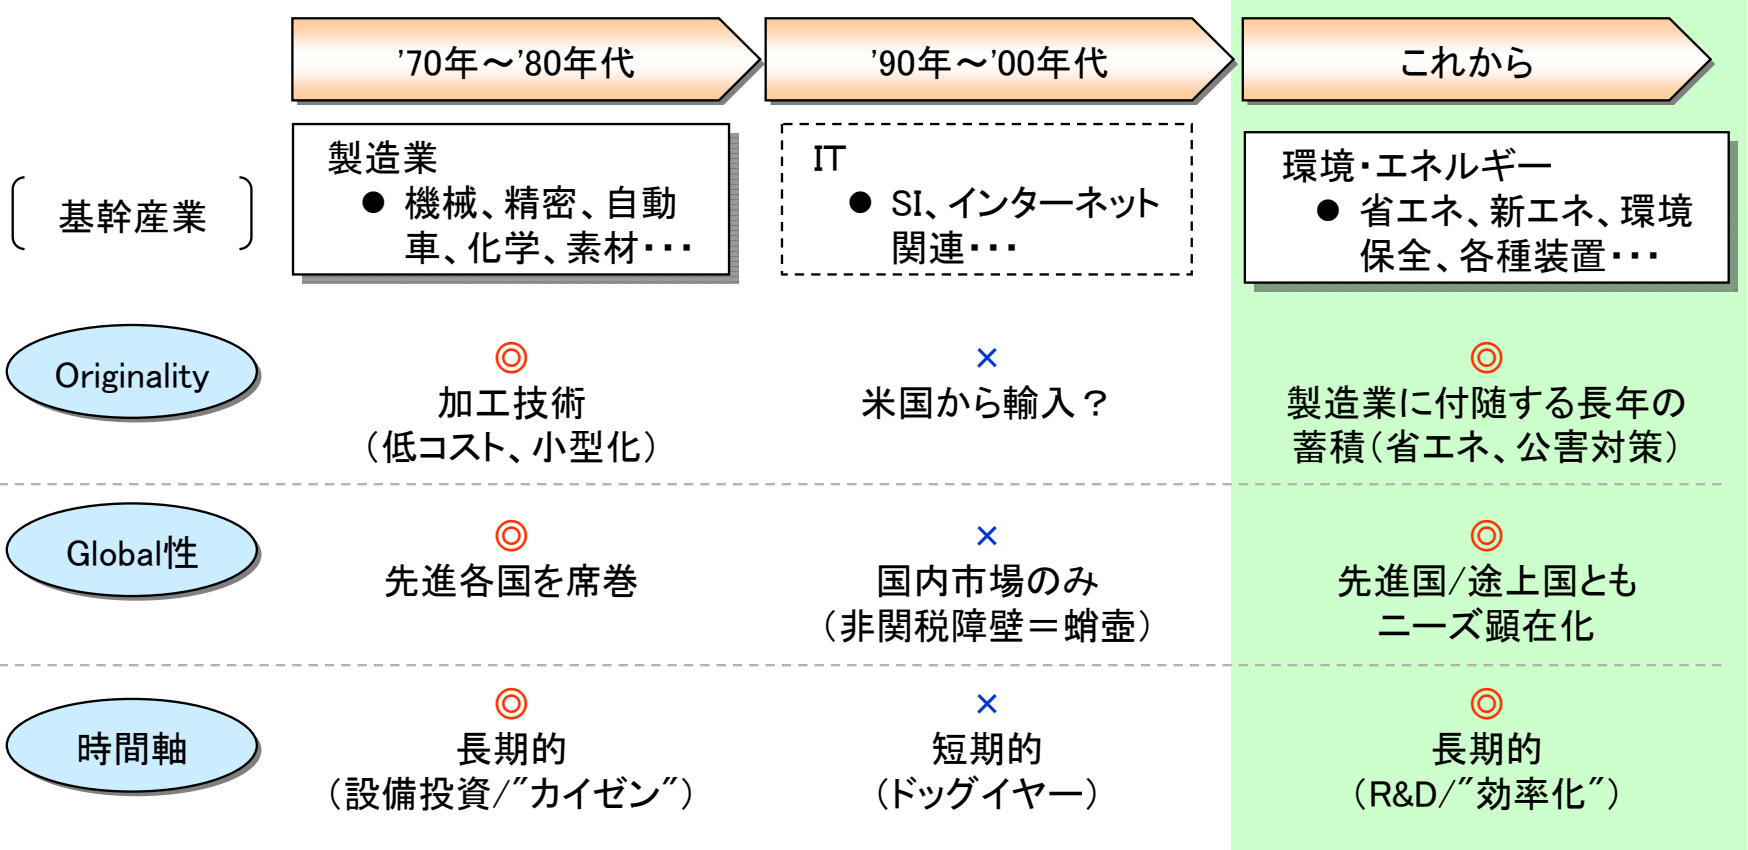 '70年～'80年代
'90年～'00年代
これから
基幹産業
製造業
● 機械、精密、自動
車、化学、素材・・・
IT
● SI、インターネット
関連・・・
環境・エネルギー
● 省エネ、新エネ、環境
保全、各種装置・・・
Originality
◎
加工技術
（低コスト、小型化）
×
米国から輸入？
◎
製造業に付随する長年の
蓄積（省エネ、公害対策）
Global性
◎
先進各国を席巻
×
国内市場のみ
（非関税障壁＝蛸壺）
◎
先進国/途上国とも
ニーズ顕在化
時間軸
◎
長期的
（設備投資/"カイゼン"）
×
短期的
（ドッグイヤー）
◎
長期的
（R&D/"効率化"）